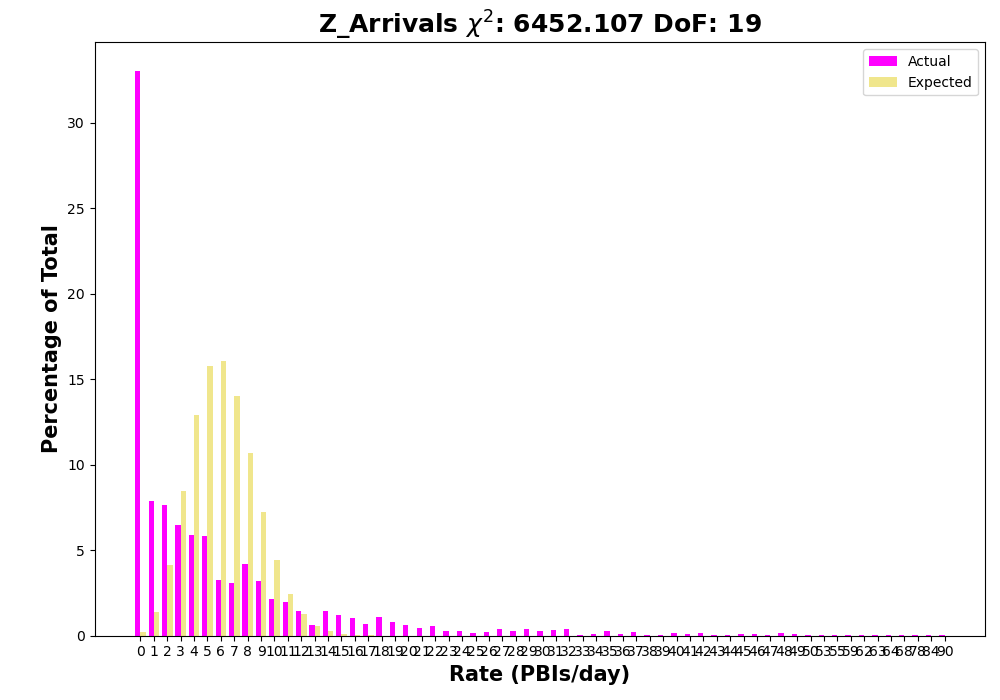 Z_Arrivals χ²: 6452.107 DoF: 19
Actual
Expected
Percentage of Total
30
25
20
15
10
5
0
0 1 2 3 4 5 6 7 8 9 10 11 12 13 14 15 16 17 18 19 20 21 22 23 24 25 26 27 28 29 30 31 32 33 34 35 36 37 38 39 40 41 42 43 44 45 46 47 48 49 50 53 55 59 62 63 64 68 78 84 90
Rate (PBIs/day)